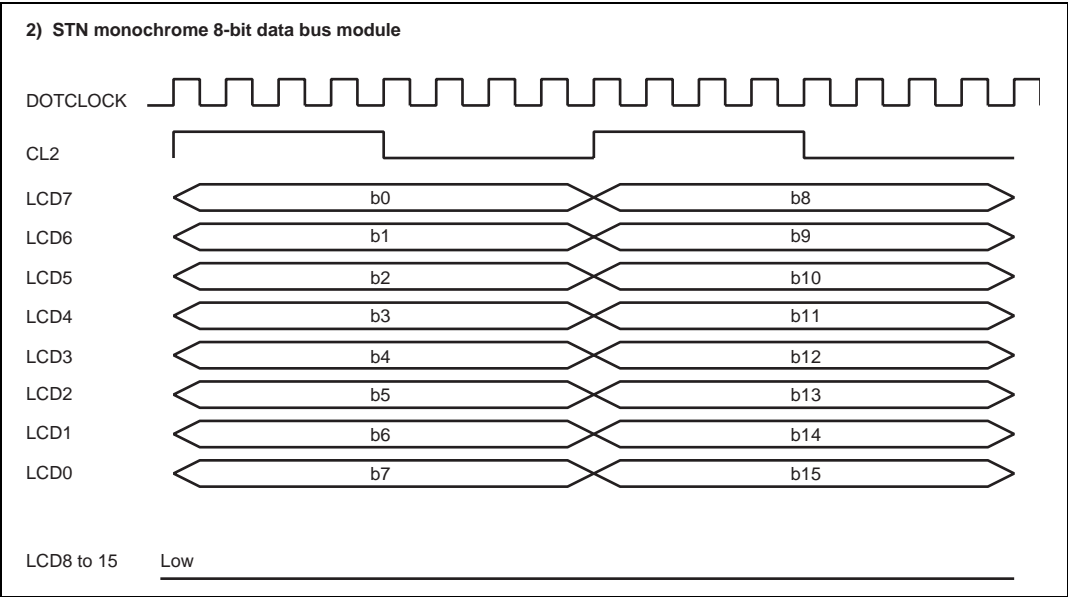 2) STN monochrome 8-bit data bus module
DOTCLOCK
CL2
LCD7 b0 b8
LCD6 b1 b9
LCD5 b2 b10
LCD4 b3 b11
LCD3 b4 b12
LCD2 b5 b13
LCD1 b6 b14
LCD0 b7 b15
LCD8 to 15 Low